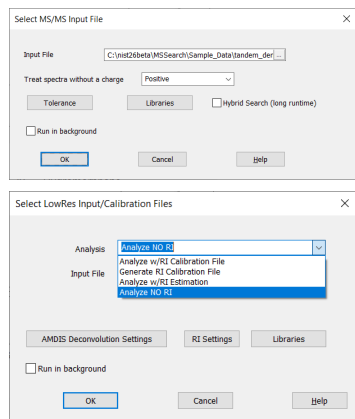 Select MS/MS Input File
Input File C:\nist26beta\MSSearch\Sample_Data\tandem_der ...
Treat spectra without a charge Positive
Tolerance Libraries Hybrid Search (long runtime)
Run in background
OK Cancel Help
Select LowRes Input/Calibration Files
Analysis Analyze NO RI
Analyze w/RI Calibration File
Input File Generate RI Calibration File
Analyze w/RI Estimation
Analyze NO RI
AMDIS Deconvolution Settings RI Settings Libraries
Run in background
OK Cancel Help